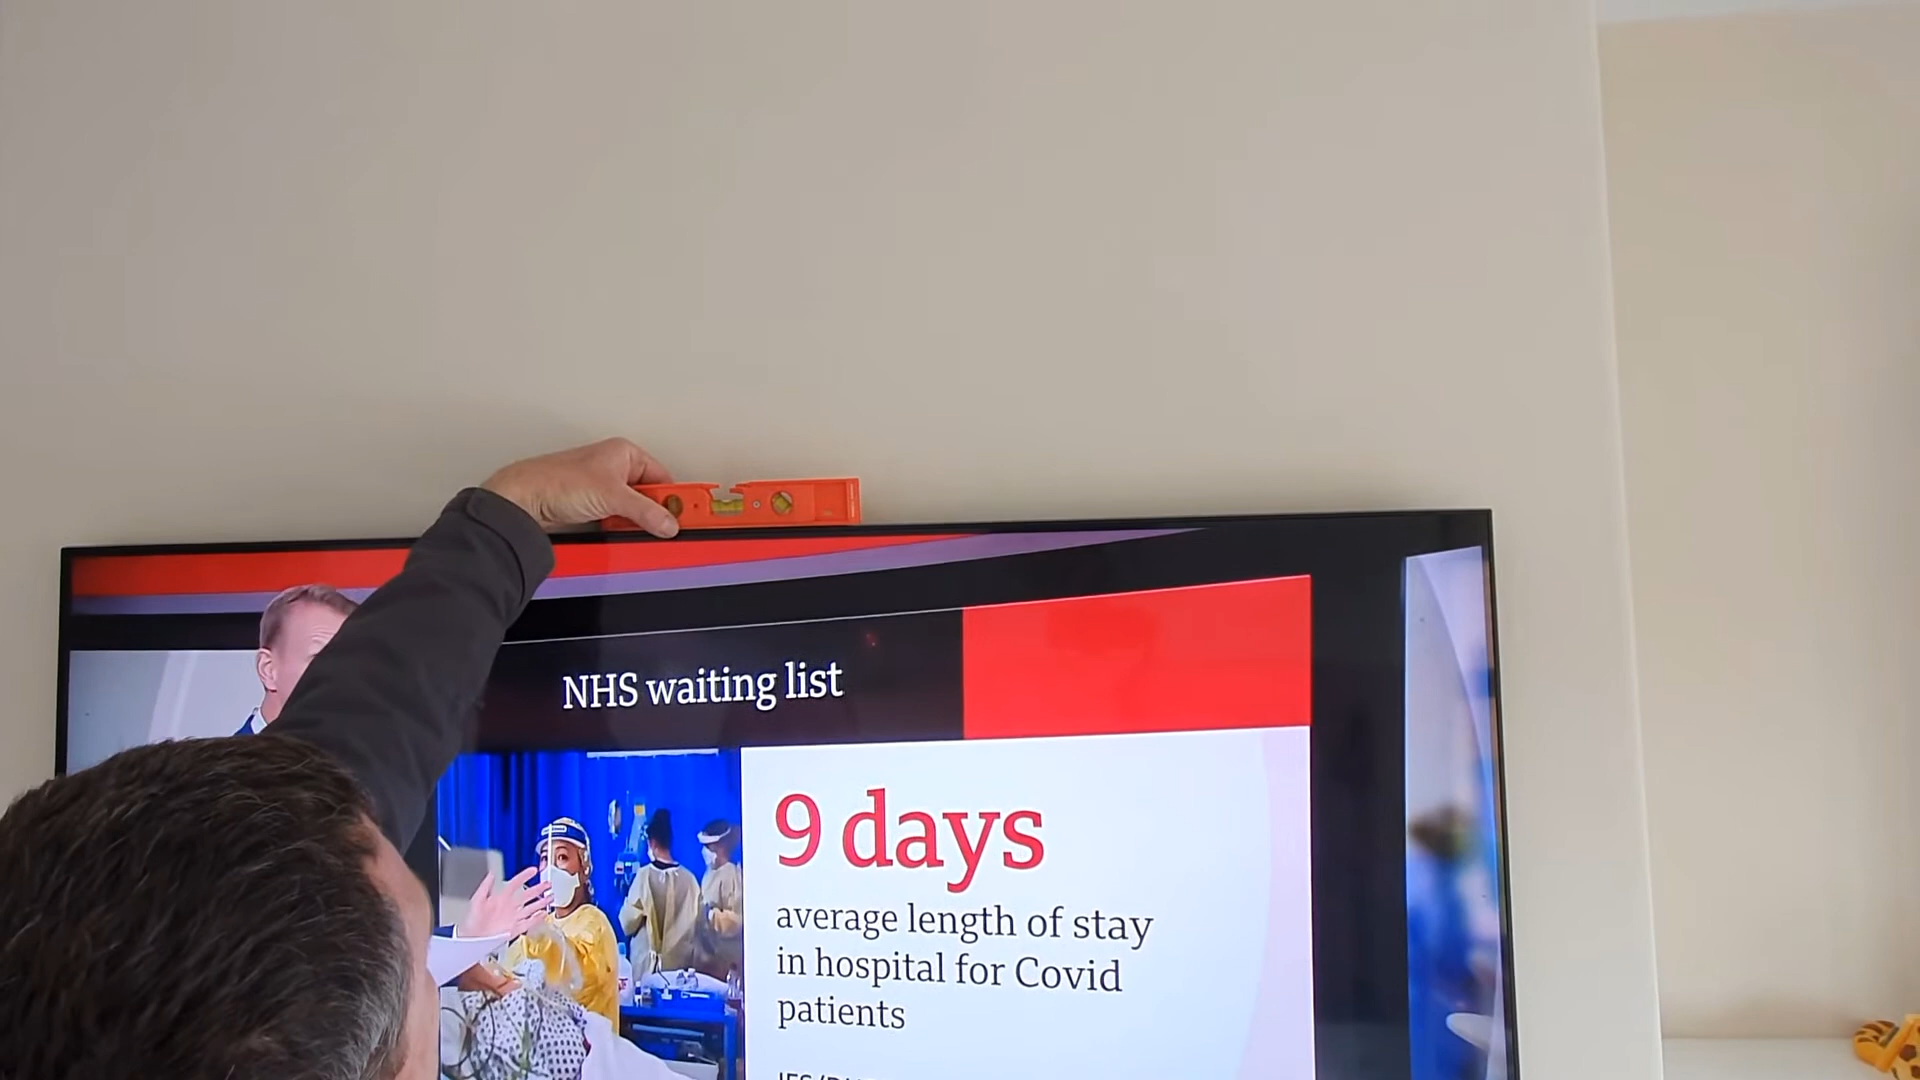 NHS waiting list
9 days
average length of stay
in hospital for Covid
patients